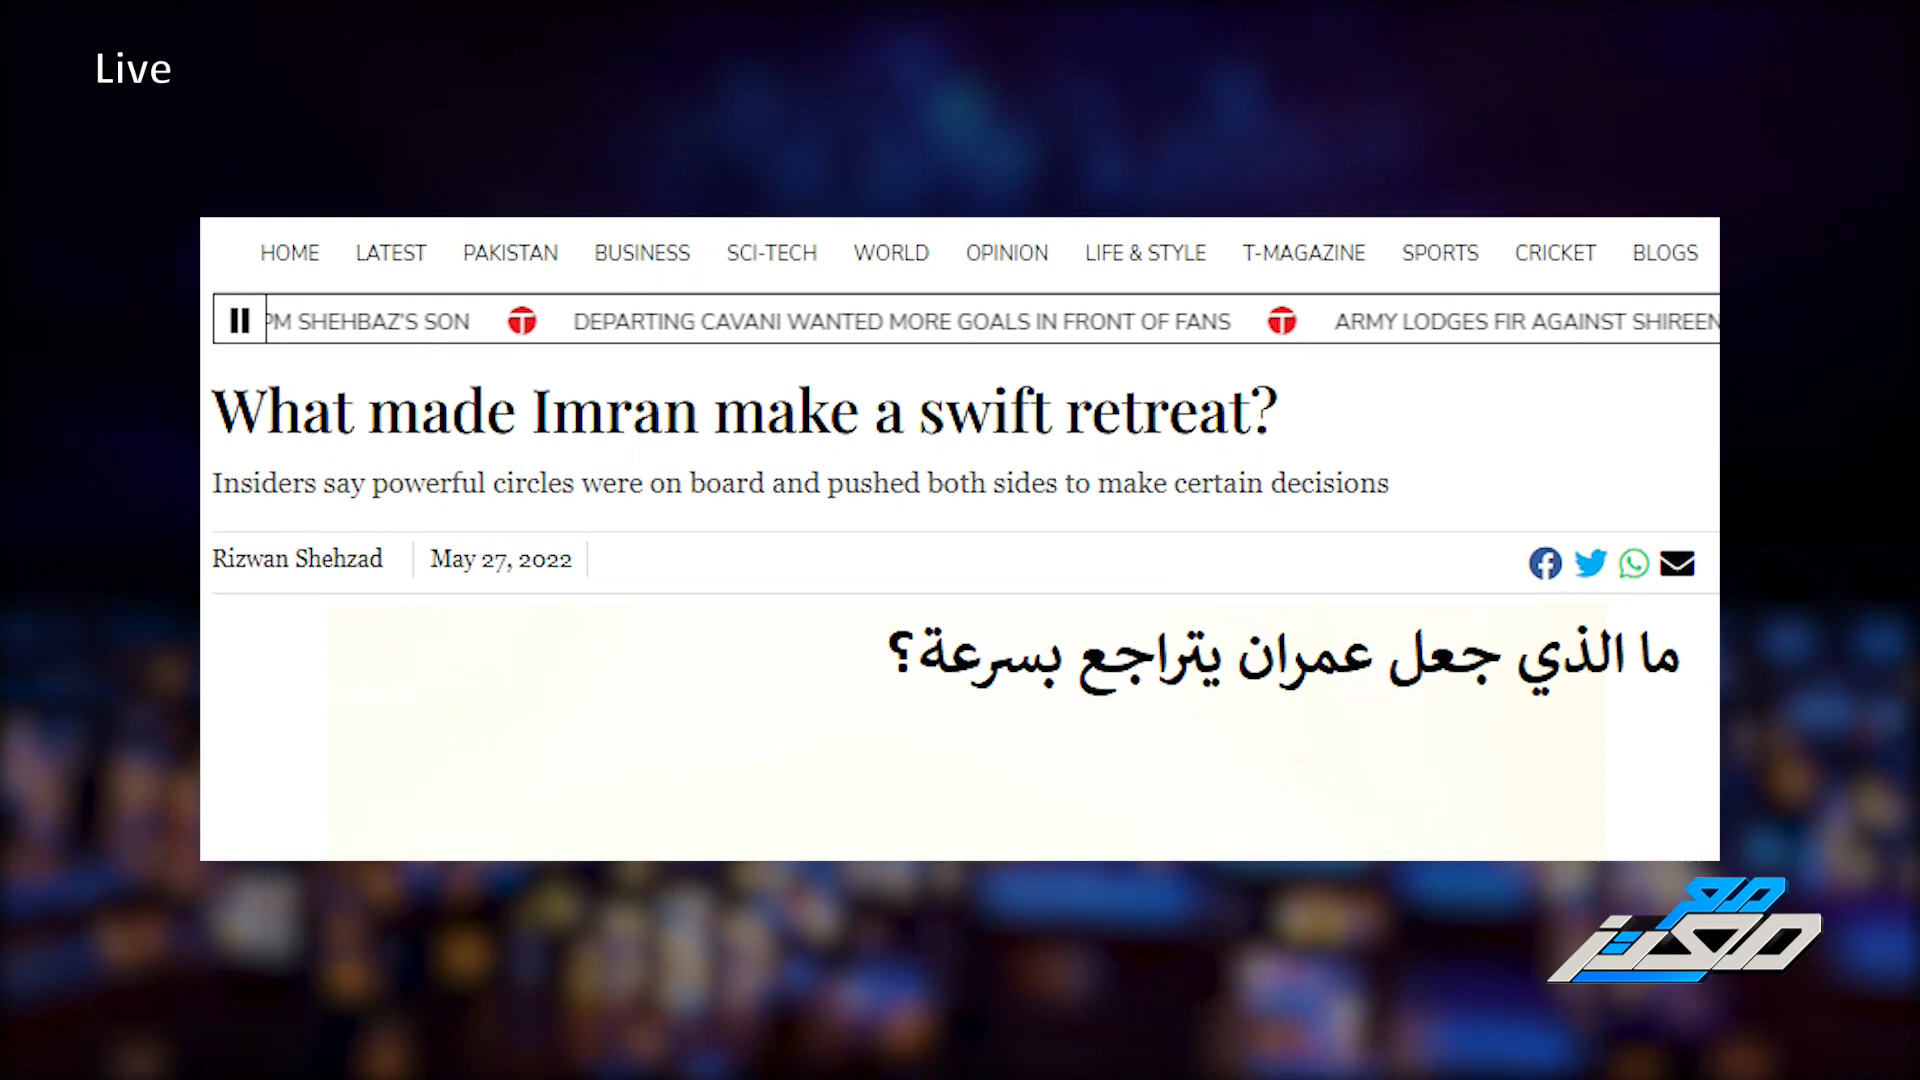 Live
HOME LATEST PAKISTAN BUSINESS SCI-TECH WORLD OPINION LIFE & STYLE T-MAGAZINE SPORTS CRICKET BLOGS
PM SHEHBAZ'S SON DEPARTING CAVANI WANTED MORE GOALS IN FRONT OF FANS ARMY LODGES FIR AGAINST SHIREEN
What made Imran make a swift retreat?
Insiders say powerful circles were on board and pushed both sides to make certain decisions
Rizwan Shehzad May 27, 2022
ما الذي جعل عمران يتراجع بسرعة؟
مع